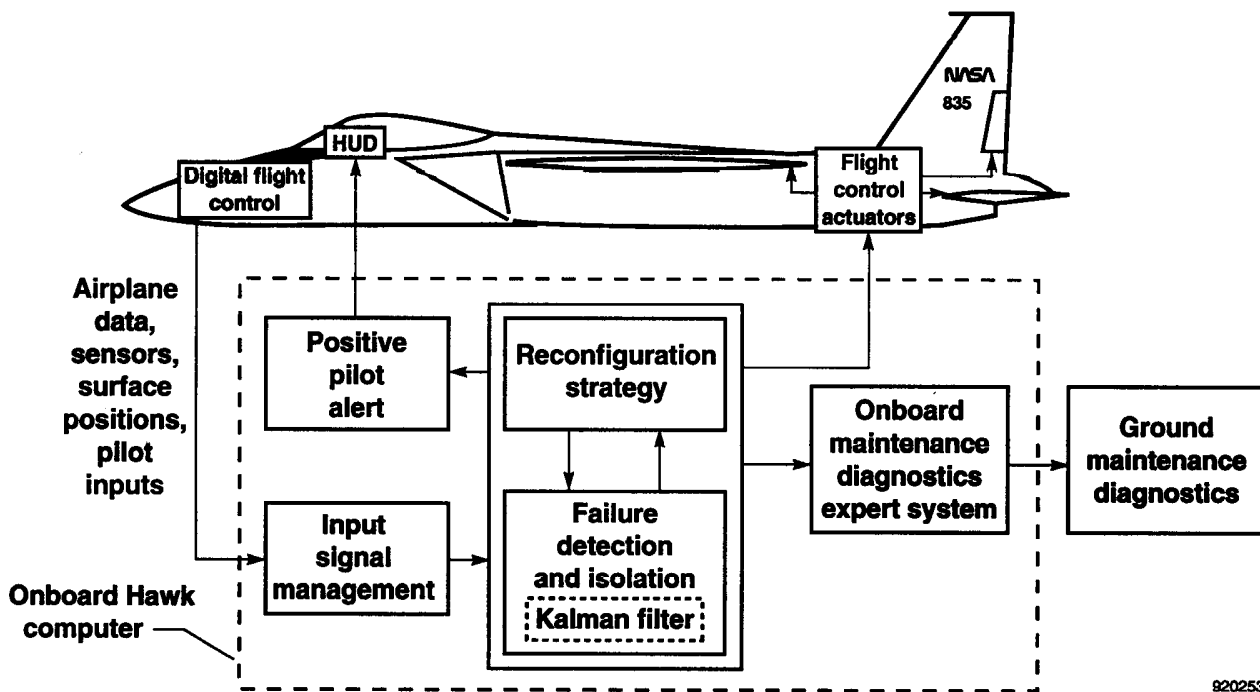 NASA
835
HUD
Digital flight
control
Flight
control
actuators
Airplane
data,
sensors,
surface
positions,
pilot
inputs
Positive
pilot
alert
Reconfiguration
strategy
Onboard
maintenance
diagnostics
expert system
Ground
maintenance
diagnostics
Input
signal
management
Failure
detection
and isolation
Kalman filter
Onboard Hawk
computer
920253